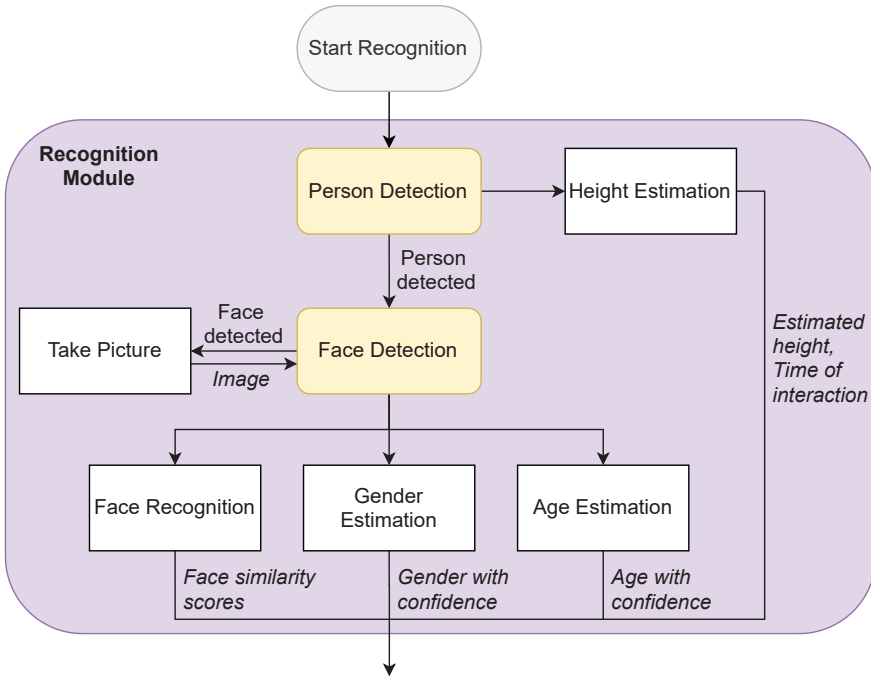 Start Recognition
Recognition
Module
Person Detection
Height Estimation
Person
detected
Face
detected
Take Picture
Face Detection
Image
Estimated
height,
Time of
interaction
Face Recognition
Gender
Estimation
Age Estimation
Face similarity
scores
Gender with
confidence
Age with
confidence